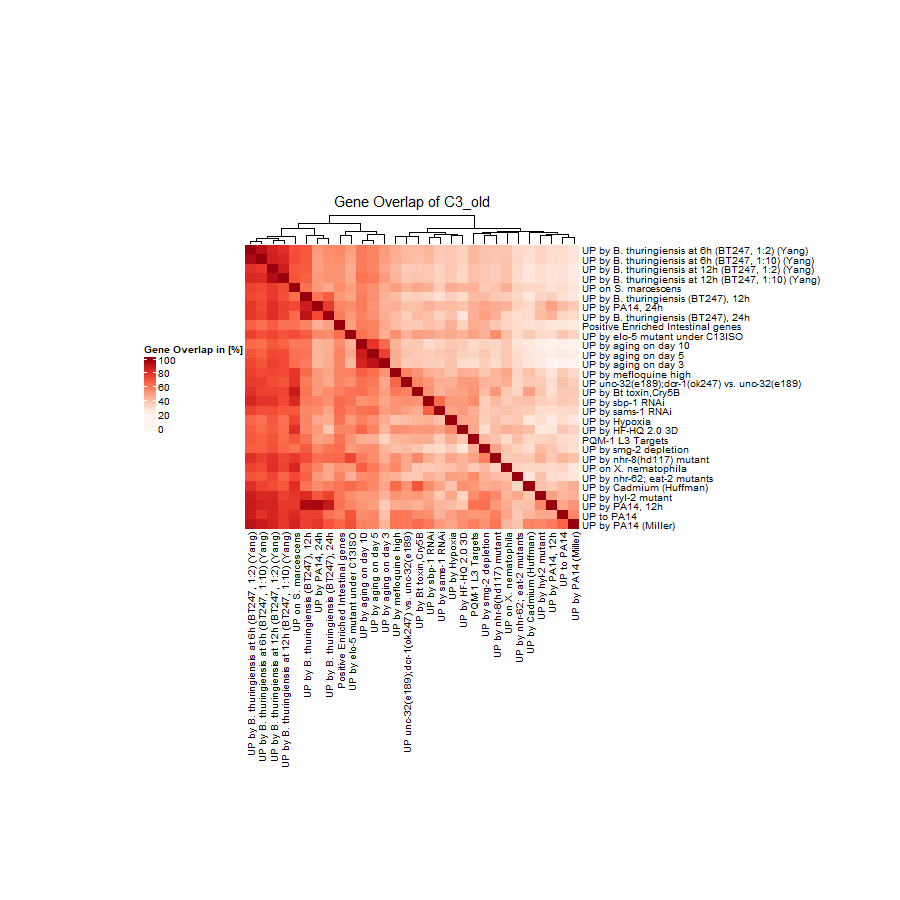 Gene Overlap of C3_old
UP by B. thuringiensis at 6h (BT247, 1:2) (Yang)
UP by B. thuringiensis at 6h (BT247, 1:10) (Yang)
UP by B. thuringiensis at 12h (BT247, 1:2) (Yang)
UP by B. thuringiensis at 12h (BT247, 1:10) (Yang)
UP on S. marcescens
UP by B. thuringiensis (BT247), 12h
UP by PA14, 24h
UP by B. thuringiensis (BT247), 24h
Positive Enriched Intestinal genes
UP by elo-5 mutant under C13ISO
UP by aging on day 10
UP by aging on day 5
UP by aging on day 3
UP by mefloquine high
UP unc-32(e189);dcr-1(ok247) vs. unc-32(e189)
UP by Bt toxin,Cry5B
UP by sbp-1 RNAi
UP by sams-1 RNAi
UP by Hypoxia
UP by HF-HQ 2.0 3D
PQM-1 L3 Targets
UP by smg-2 depletion
UP by nhr-8(hd117) mutant
UP on X. nematophila
UP by nhr-62; eat-2 mutants
UP by Cadmium (Huffman)
UP by hyl-2 mutant
UP by PA14, 12h
UP to PA14
UP by PA14 (Miller)
Gene Overlap in [%]
100
80
60
40
20
0
UP by B. thuringiensis at 6h (BT247, 1:2) (Yang)
UP by B. thuringiensis at 6h (BT247, 1:10) (Yang)
UP by B. thuringiensis at 12h (BT247, 1:2) (Yang)
UP by B. thuringiensis at 12h (BT247, 1:10) (Yang)
UP on S. marcescens
UP by B. thuringiensis (BT247), 12h
UP by PA14, 24h
UP by B. thuringiensis (BT247), 24h
Positive Enriched Intestinal genes
UP by elo-5 mutant under C13ISO
UP by aging on day 10
UP by aging on day 5
UP by aging on day 3
UP by mefloquine high
UP unc-32(e189);dcr-1(ok247) vs. unc-32(e189)
UP by Bt toxin,Cry5B
UP by sbp-1 RNAi
UP by sams-1 RNAi
UP by Hypoxia
UP by HF-HQ 2.0 3D
PQM-1 L3 Targets
UP by smg-2 depletion
UP by nhr-8(hd117) mutant
UP on X. nematophila
UP by nhr-62; eat-2 mutants
UP by Cadmium (Huffman)
UP by hyl-2 mutant
UP by PA14, 12h
UP to PA14
UP by PA14 (Miller)